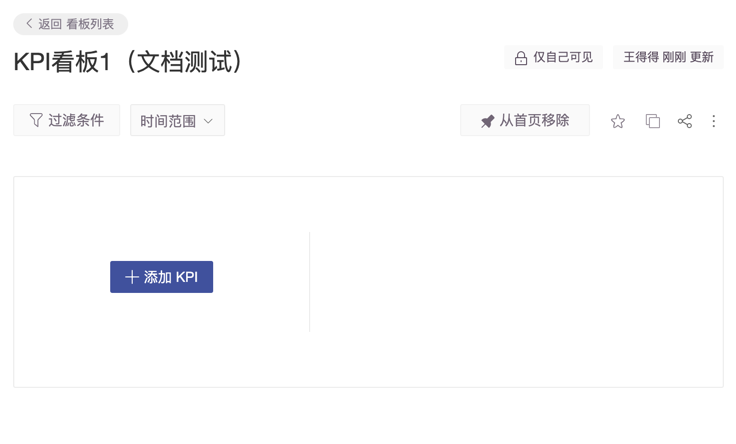 返回 看板列表
KPI看板1（文档测试）
仅自己可见
王得得 刚刚 更新
过滤条件
时间范围
从首页移除
添加 KPI